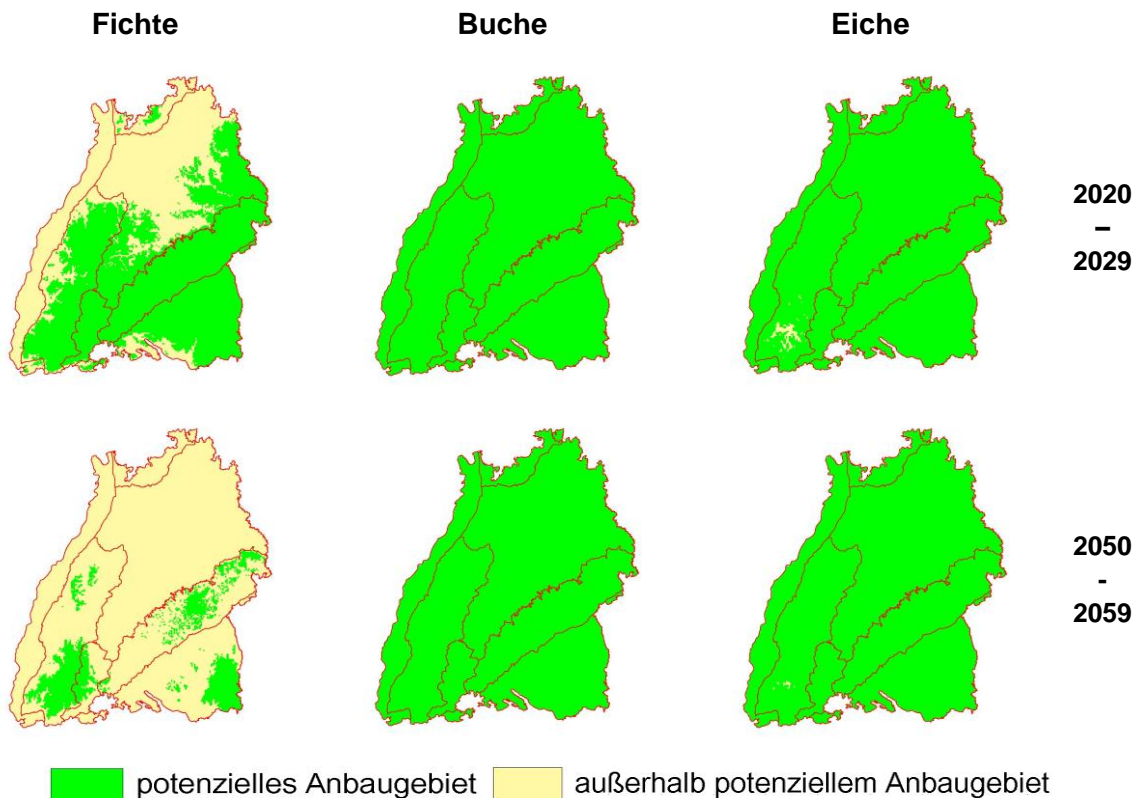 Fichte
Buche
Eiche
2020
–
2029
2050
-
2059
potenzielles Anbaugebiet
außerhalb potenziellem Anbaugebiet